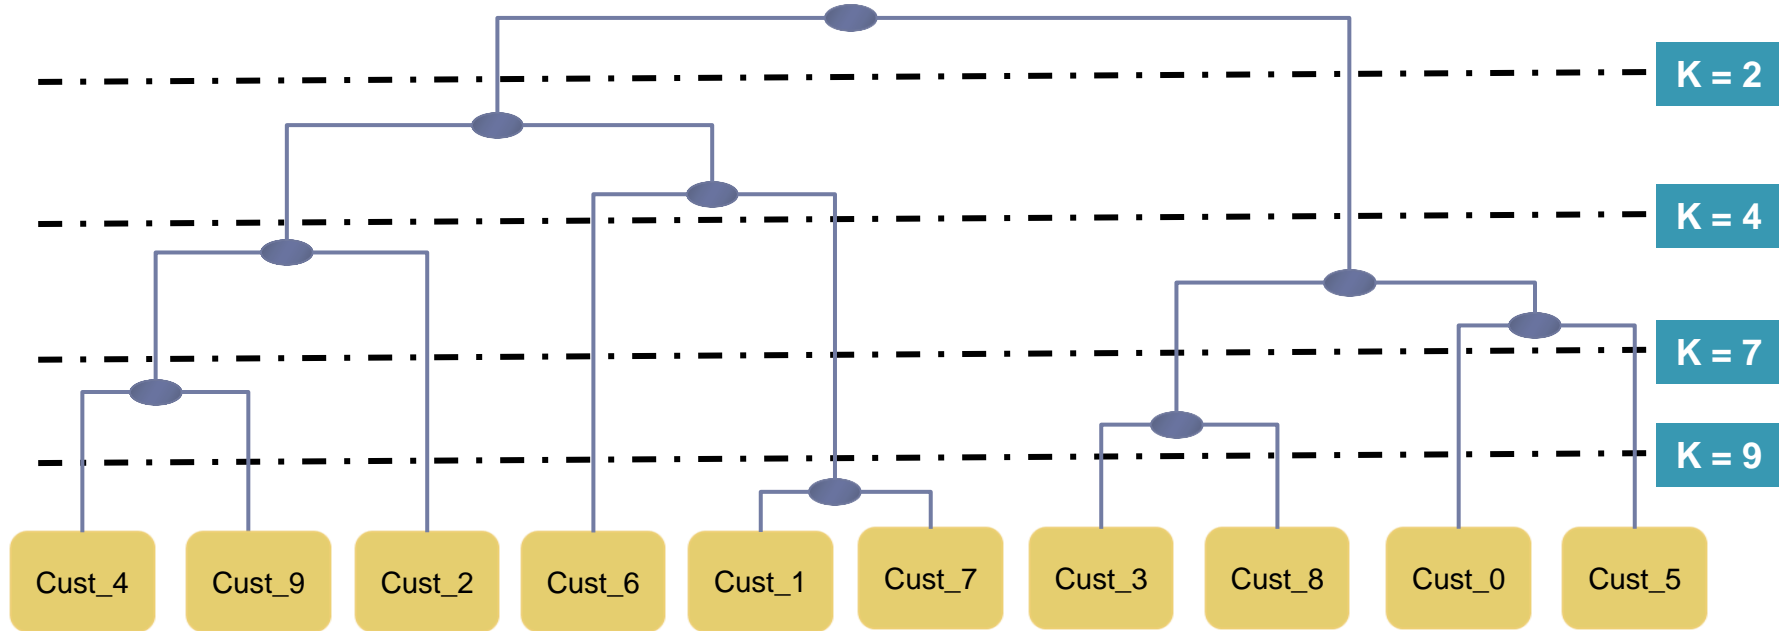 K = 2
K = 4
K = 7
K = 9
Cust_4
Cust_9
Cust_2
Cust_6
Cust_1
Cust_7
Cust_3
Cust_8
Cust_0
Cust_5